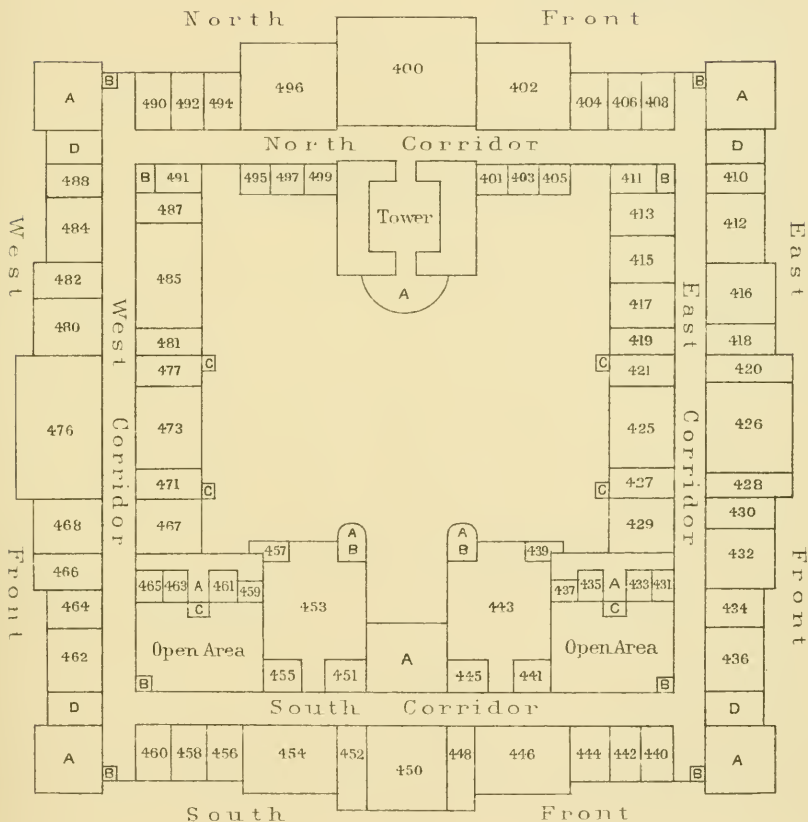 North Front
400
496 402
A B 490 492 494 404 406 408 B A
D North Corridor D
488 B 491 495 497 499 401 403 405 411 B 410
487 Tower 413
484 412
West East
485 A 415
482 417 416
480 West 481 419 East 418
477 C C 421 420
476 473 425 426
Corridor Corridor
471 C C 427 428
468 467 429 430
A B A B
457 439
Front 466 432 Front
465 463 A 461 459 453 443 437 435 A 433 431
C C
464 434
462 Open Area A Open Area 436
B 455 451 445 441 B
D South Corridor D
A B 460 458 456 454 452 450 448 446 444 442 440 B A
South Front